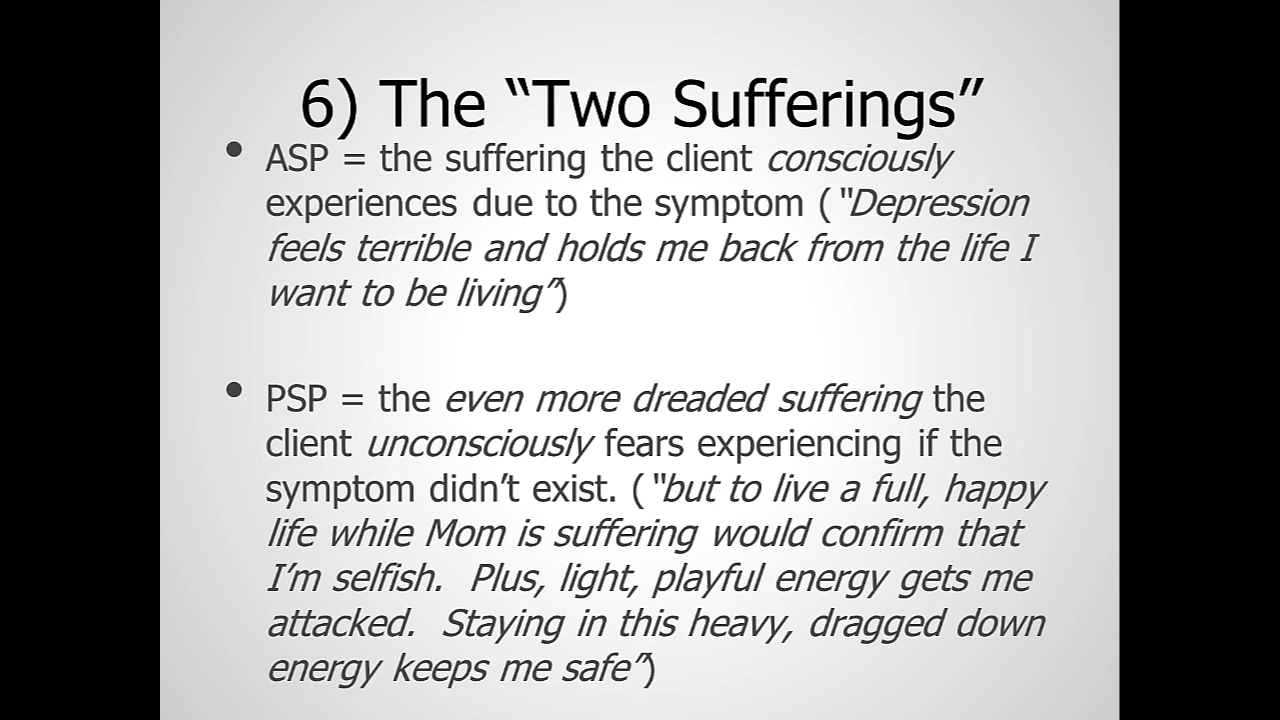 6) The “Two Sufferings”
• ASP = the suffering the client consciously
experiences due to the symptom (“Depression
feels terrible and holds me back from the life I
want to be living”)
• PSP = the even more dreaded suffering the
client unconsciously fears experiencing if the
symptom didn’t exist. (“but to live a full, happy
life while Mom is suffering would confirm that
I’m selfish.  Plus, light, playful energy gets me
attacked.  Staying in this heavy, dragged down
energy keeps me safe”)